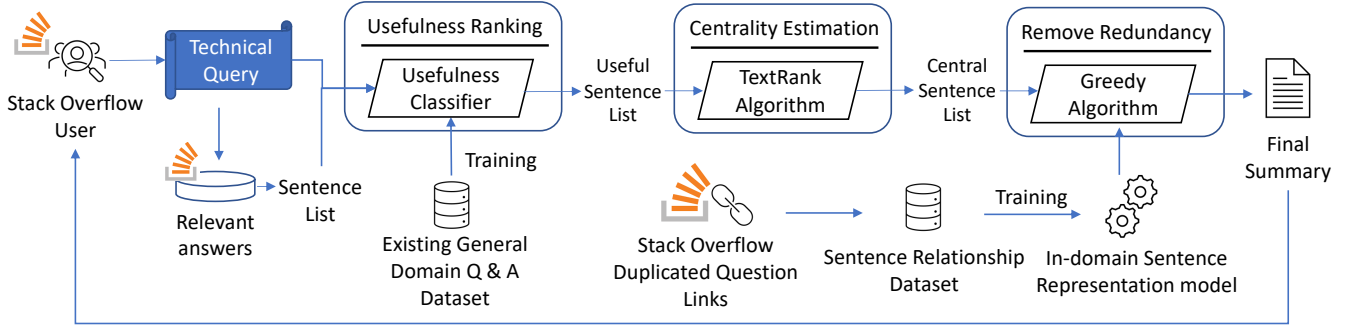 Stack Overflow
User
Technical
Query
Relevant
answers
Sentence
List
Usefulness Ranking
Usefulness
Classifier
Training
Existing General
Domain Q & A
Dataset
Useful
Sentence
List
Centrality Estimation
TextRank
Algorithm
Central
Sentence
List
Remove Redundancy
Greedy
Algorithm
Final
Summary
Stack Overflow
Duplicated Question
Links
Sentence Relationship
Dataset
Training
In-domain Sentence
Representation model